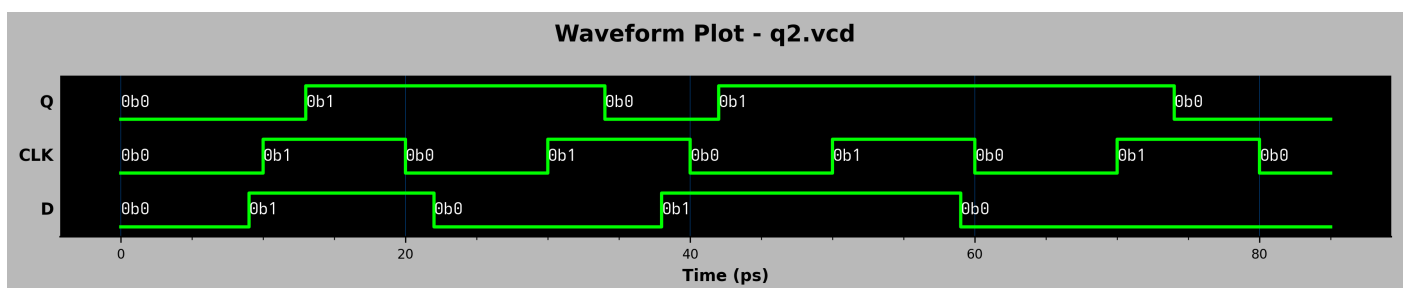 Waveform Plot - q2.vcd
Q 0b0 0b1 0b0 0b1 0b0
CLK 0b0 0b1 0b0 0b1 0b0 0b1 0b0 0b1 0b0
D 0b0 0b1 0b0 0b1 0b0
0 20 40 60 80
Time (ps)